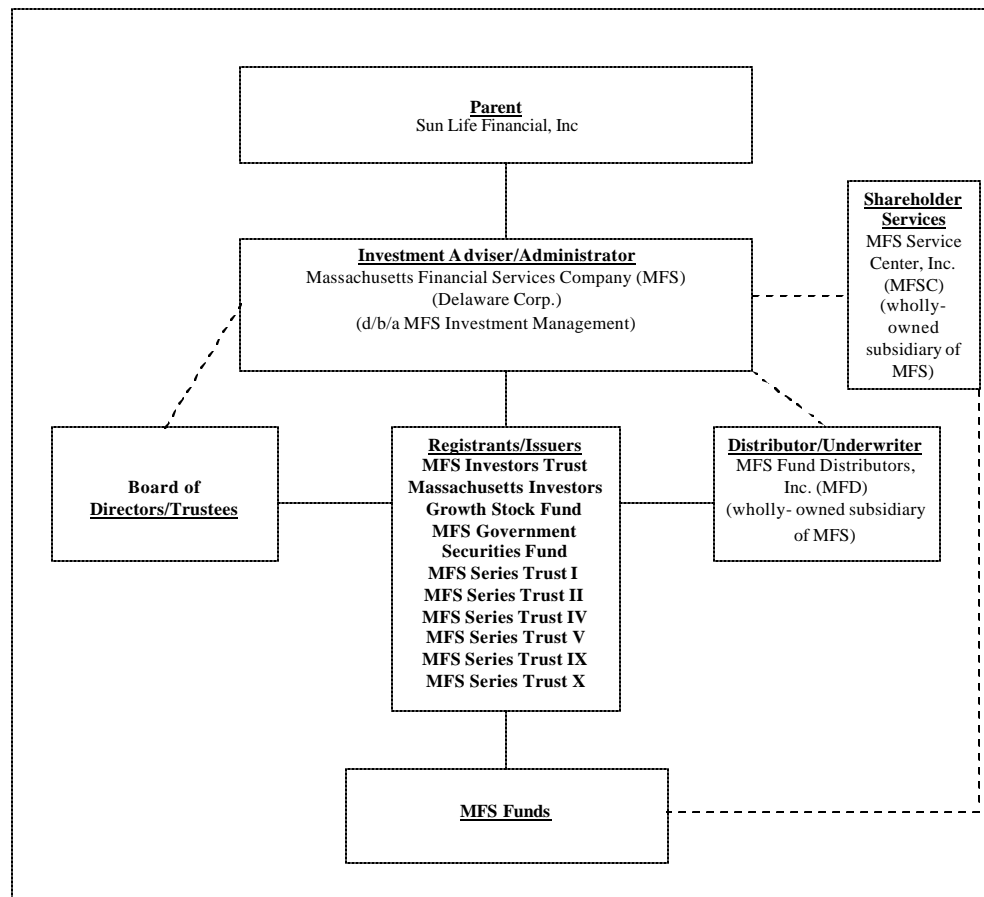 Parent
Sun Life Financial, Inc
Shareholder
Services
MFS Service
Center, Inc.
(MFSC)
(wholly-
owned
subsidiary of
MFS)
Investment Adviser/Administrator
Massachusetts Financial Services Company (MFS)
(Delaware Corp.)
(d/b/a MFS Investment Management)
Board of
Directors/Trustees
Registrants/Issuers
MFS Investors Trust
Massachusetts Investors
Growth Stock Fund
MFS Government
Securities Fund
MFS Series Trust I
MFS Series Trust II
MFS Series Trust IV
MFS Series Trust V
MFS Series Trust IX
MFS Series Trust X
Distributor/Underwriter
MFS Fund Distributors,
Inc. (MFD)
(wholly- owned subsidiary
of MFS)
MFS Funds